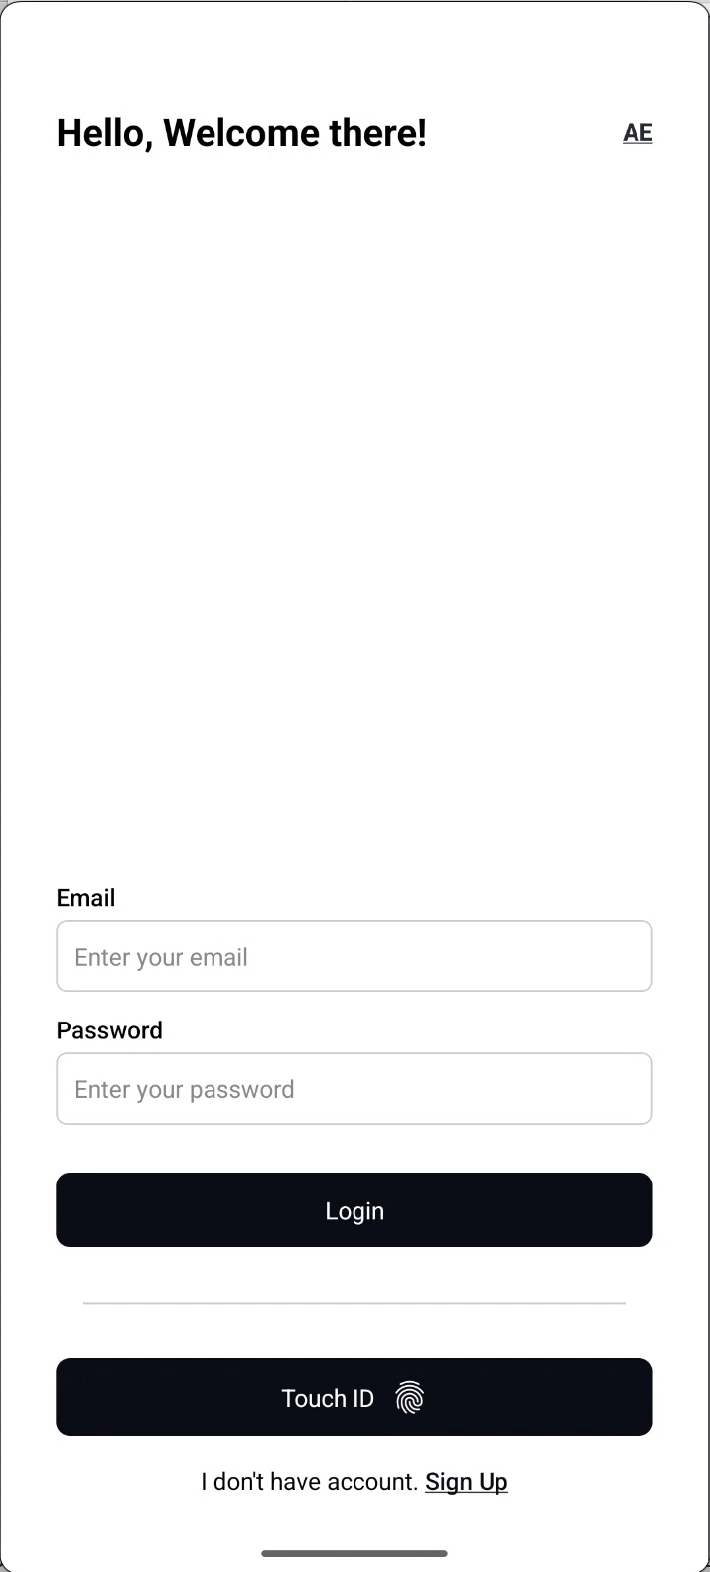 Hello, Welcome there! AE
Email
Enter your email
Password
Enter your password
Login
Touch ID
I don't have account. Sign Up